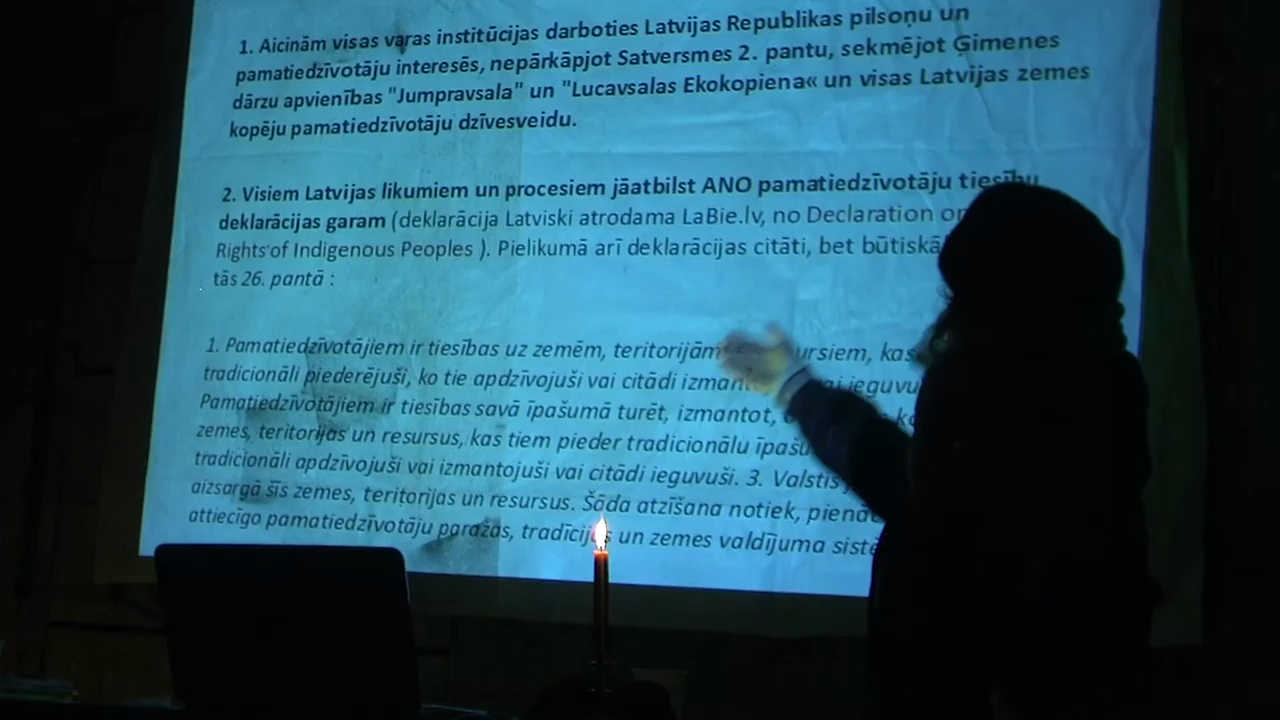 1. Aicinām visas varas institūcijas darboties Latvijas Republikas pilsoņu un
pamatiedzīvotāju interesēs, nepārkāpjot Satversmes 2. pantu, sekmējot Ģimenes
dārzu apvienības "Jumpravsala" un "Lucavsalas Ekokopiena« un visas Latvijas zemes
kopēju pamatiedzīvotāju dzīvesveidu.
2. Visiem Latvijas likumiem un procesiem jāatbilst ANO pamatiedzīvotāju tiesību
deklarācijas garam (deklarācija Latviski atrodama LaBie.lv, no Declaration on
Rights of Indigenous Peoples ). Pielikumā arī deklarācijas citāti, bet
tās 26. pantā :
1. Pamatiedzīvotājiem ir tiesības uz zemēm, teritorijām kas
tradicionāli piederējuši, ko tie apdzīvojuši vai citādi
Pamatiedzīvotājiem ir tiesības savā īpašumā turēt, izmantot,
zemes, teritorijas un resursus, kas tiem pieder tradicionālu
tradicionāli apdzīvojuši vai izmantojuši vai citādi ieguvuši. 3. Valstis
aizsargā šīs zemes, teritorijas un resursus. Šāda atzīšana notiek,
attiecīgo pamatiedzīvotāju paražas, tradīcijas un zemes valdījuma